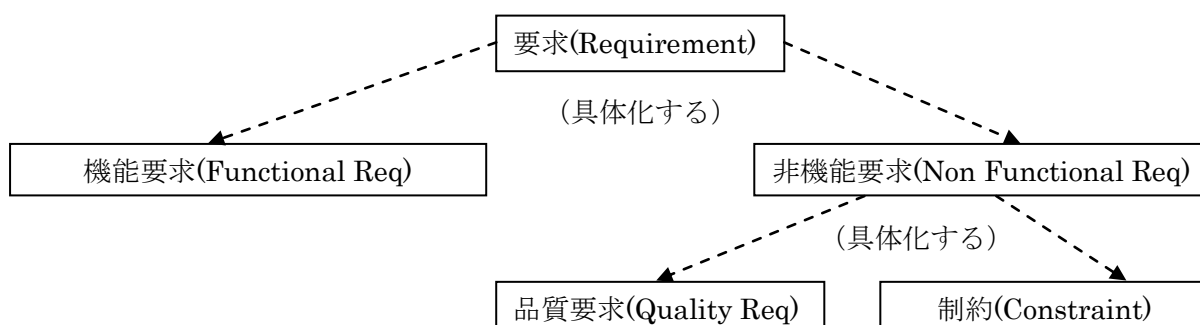 要求(Requirement)
(具体化する)
機能要求(Functional Req)
非機能要求(Non Functional Req)
(具体化する)
品質要求(Quality Req)
制約(Constraint)